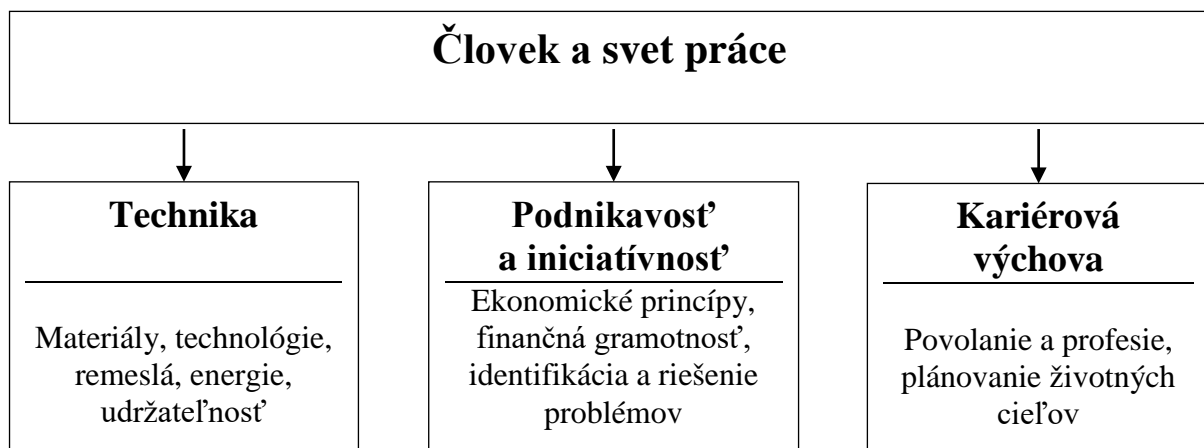 Človek a svet práce
Technika
Materiály, technológie,
remeslá, energie,
udržateľnosť
Podnikavosť
a iniciatívnosť
Ekonomické princípy,
finančná gramotnosť,
identifikácia a riešenie
problémov
Kariérová
výchova
Povolanie a profesie,
plánovanie životných
cieľov